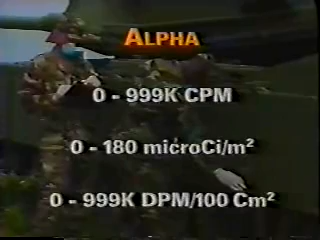 ALPHA
0 - 999K CPM
0 - 180 microCi/m²
0 - 999K DPM/100 Cm²